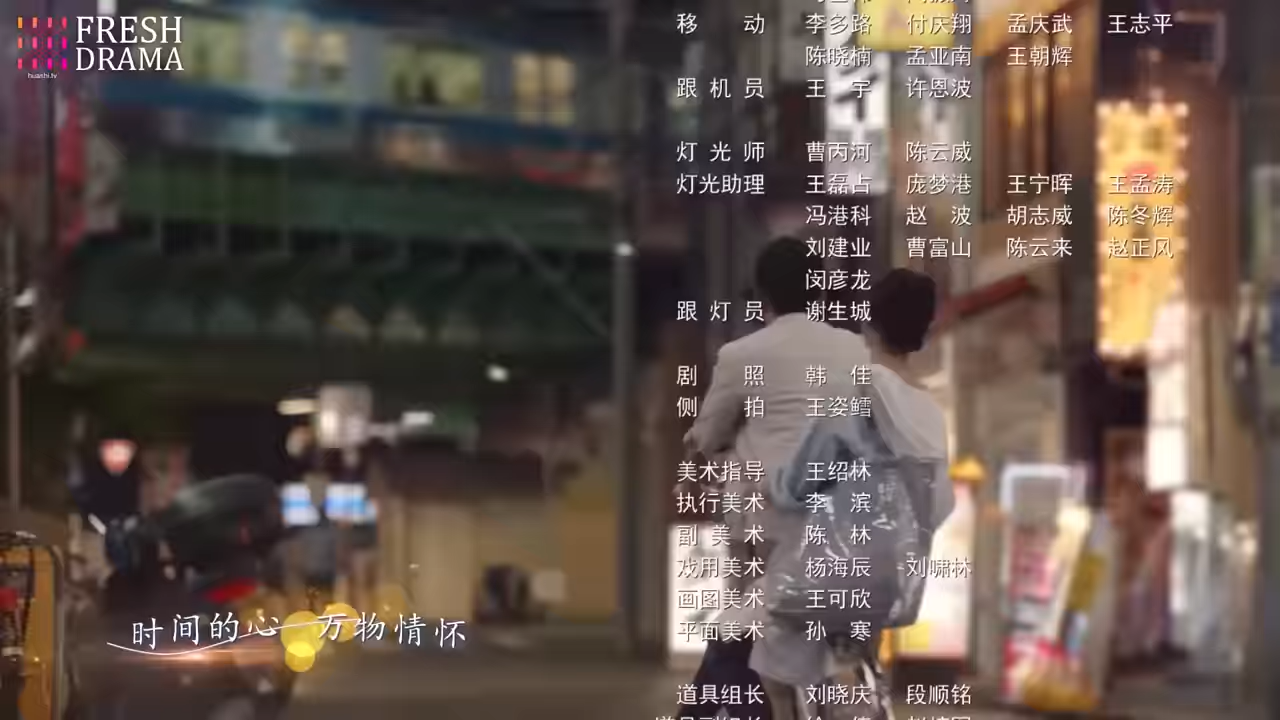 FRESH
DRAMA
huashi.tv
移 动 李多路 付庆翔 孟庆武 王志平
陈晓楠 孟亚南 王朝辉
跟 机 员 王 宇 许恩波
灯 光 师 曹丙河 陈云威
灯光助理 王磊占 庞梦港 王宁晖 王孟涛
冯港科 赵 波 胡志威 陈冬辉
刘建业 曹富山 陈云来 赵正风
闵彦龙
跟 灯 员 谢生城
剧 照 韩 佳
侧 拍 王姿鳕
美术指导 王绍林
执行美术 李 滨
副 美 术 陈 林
戏用美术 杨海辰 刘啸林
画图美术 王可欣
平面美术 孙 寒
时间的心 万物情怀
道具组长 刘晓庆 段顺铭